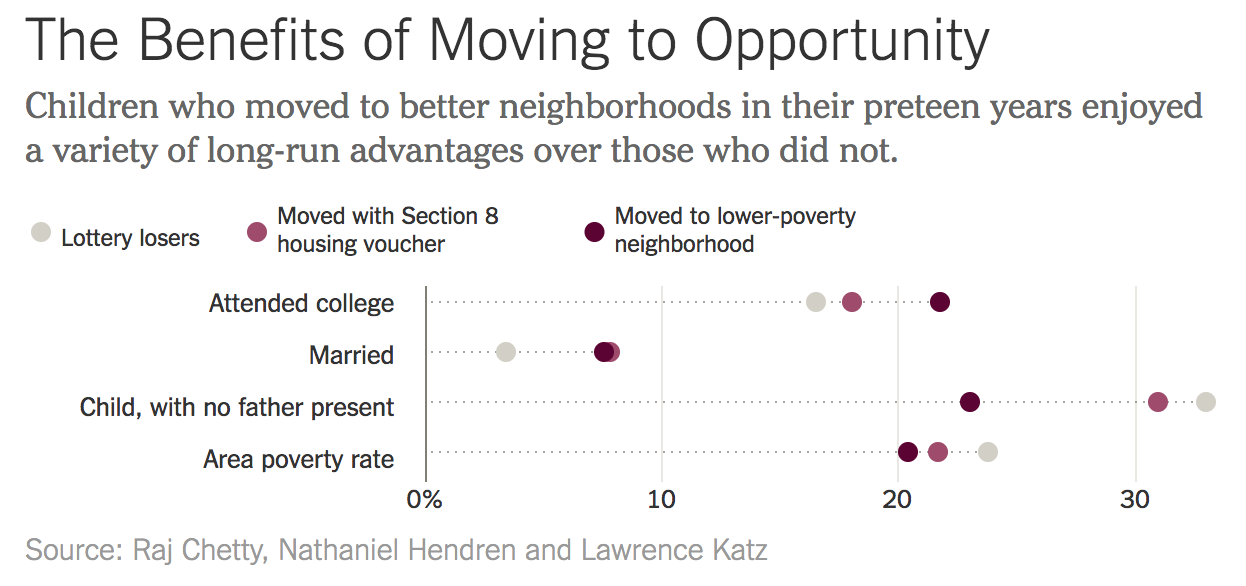 The Benefits of Moving to Opportunity
Children who moved to better neighborhoods in their preteen years enjoyed
a variety of long-run advantages over those who did not.
Lottery losers
Moved with Section 8
housing voucher
Moved to lower-poverty
neighborhood
Attended college
Married
Child, with no father present
Area poverty rate
0% 10 20 30
Source: Raj Chetty, Nathaniel Hendren and Lawrence Katz